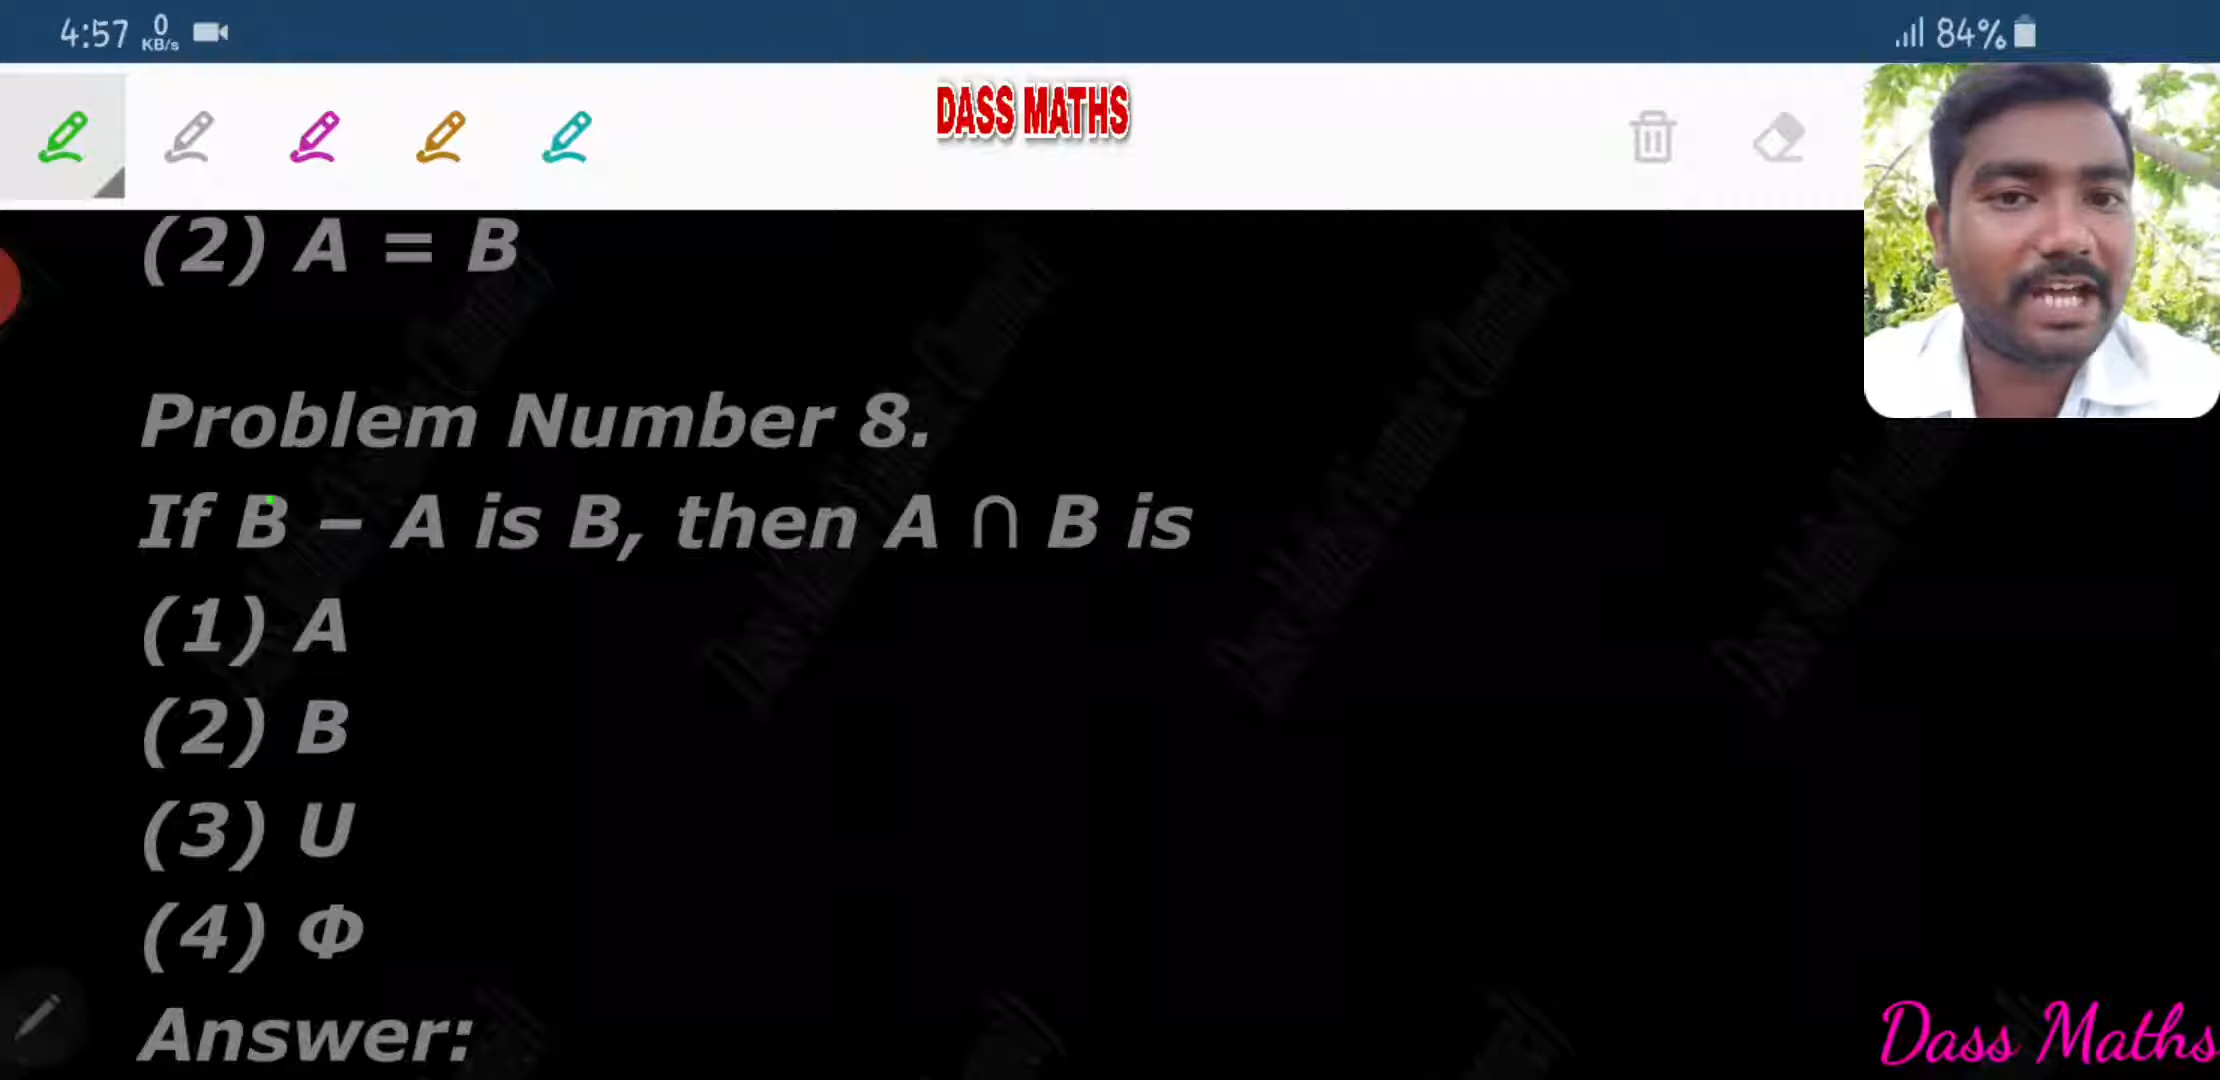 4:57 0 KB/s 84%
DASS MATHS
(2) A = B
Problem Number 8.
If B – A is B, then A ∩ B is
(1) A
(2) B
(3) U
(4) Φ
Answer:
Dass Maths